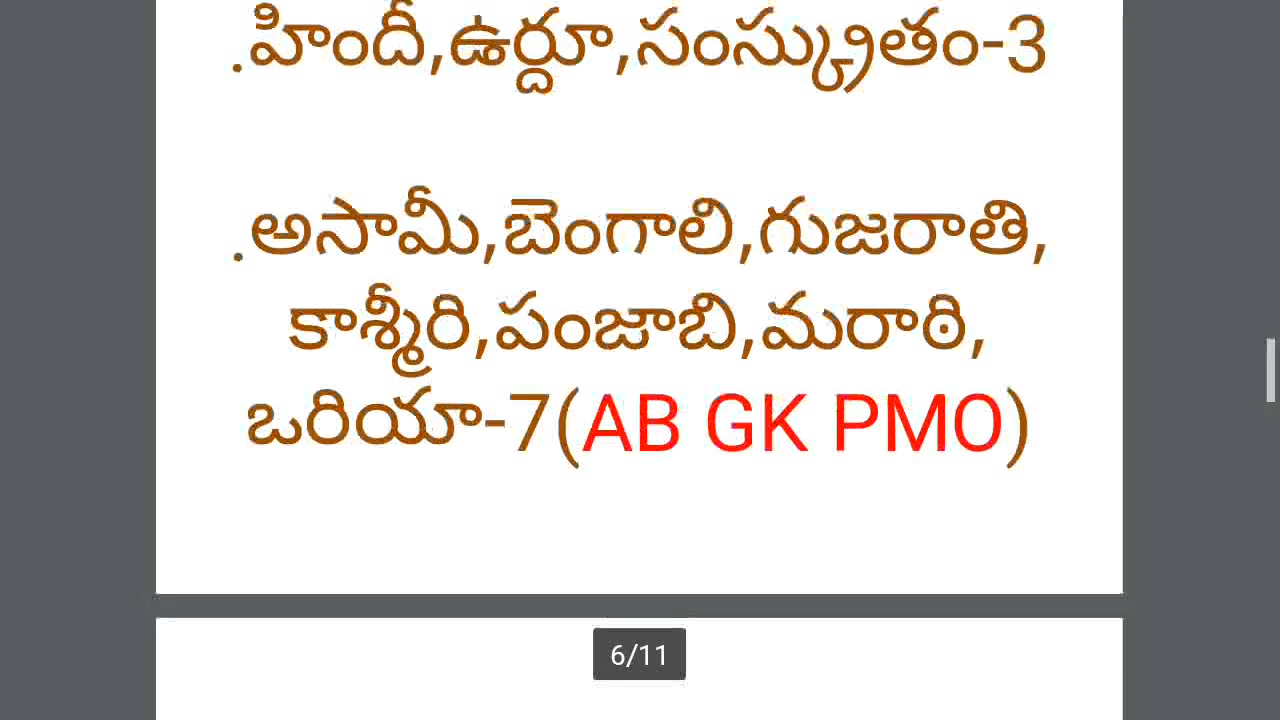 .హిందీ,ఉర్దూ,సంస్క్రుతం-3
.అసామీ,బెంగాలి,గుజరాతి,
కాశ్మీరి,పంజాబి,మరాఠి,
ఒరియా-7(AB GK PMO)
6/11